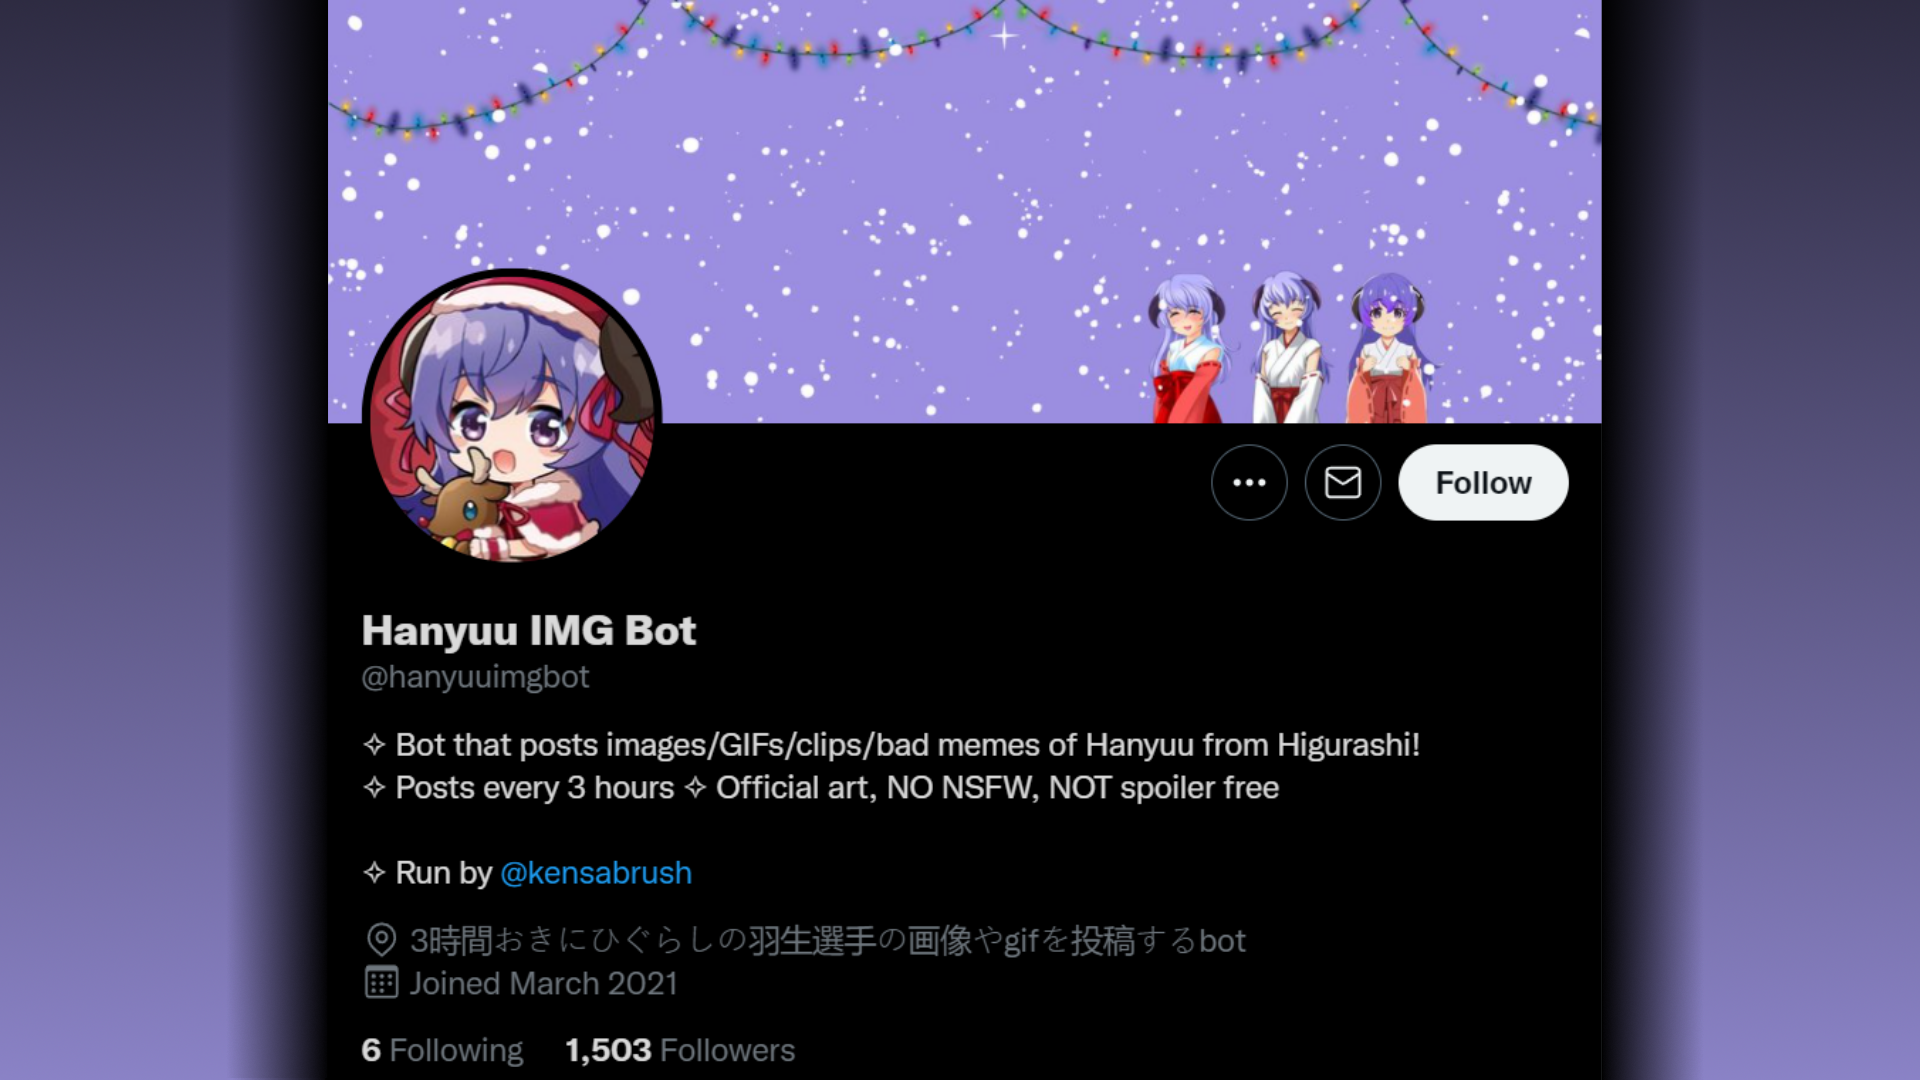 Follow
Hanyuu IMG Bot
@hanyuuimgbot
✧ Bot that posts images/GIFs/clips/bad memes of Hanyuu from Higurashi!
✧ Posts every 3 hours ✧ Official art, NO NSFW, NOT spoiler free
✧ Run by @kensabrush
3時間おきにひぐらしの羽生選手の画像やgifを投稿するbot
Joined March 2021
6 Following 1,503 Followers